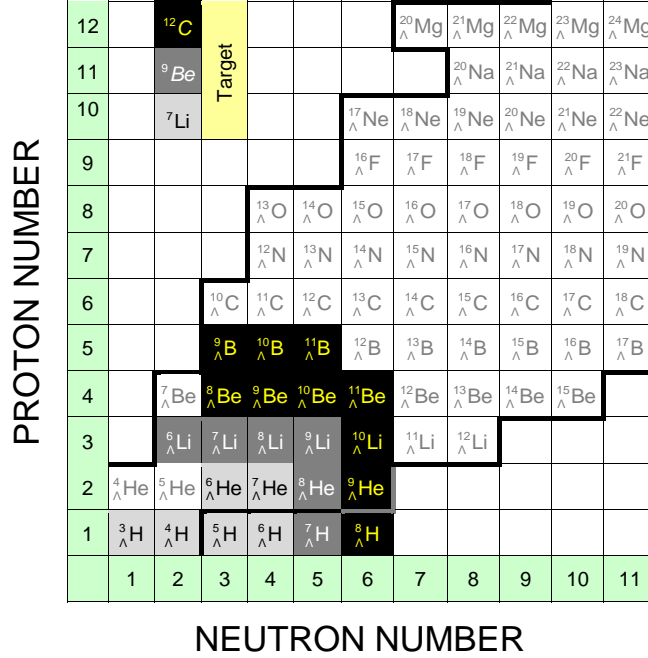 12 ¹²C ²⁰ΛMg ²¹ΛMg ²²ΛMg ²³ΛMg ²⁴ΛMg
11 ⁹Be Target ²⁰ΛNa ²¹ΛNa ²²ΛNa ²³ΛNa
10 ⁷Li ¹⁷ΛNe ¹⁸ΛNe ¹⁹ΛNe ²⁰ΛNe ²¹ΛNe ²²ΛNe
9 ¹⁶ΛF ¹⁷ΛF ¹⁸ΛF ¹⁹ΛF ²⁰ΛF ²¹ΛF
8 ¹³ΛO ¹⁴ΛO ¹⁵ΛO ¹⁶ΛO ¹⁷ΛO ¹⁸ΛO ¹⁹ΛO ²⁰ΛO
7 ¹²ΛN ¹³ΛN ¹⁴ΛN ¹⁵ΛN ¹⁶ΛN ¹⁷ΛN ¹⁸ΛN ¹⁹ΛN
6 ¹⁰ΛC ¹¹ΛC ¹²ΛC ¹³ΛC ¹⁴ΛC ¹⁵ΛC ¹⁶ΛC ¹⁷ΛC ¹⁸ΛC
5 ⁹ΛB ¹⁰ΛB ¹¹ΛB ¹²ΛB ¹³ΛB ¹⁴ΛB ¹⁵ΛB ¹⁶ΛB ¹⁷ΛB
4 ⁷ΛBe ⁸ΛBe ⁹ΛBe ¹⁰ΛBe ¹¹ΛBe ¹²ΛBe ¹³ΛBe ¹⁴ΛBe ¹⁵ΛBe
3 ⁶ΛLi ⁷ΛLi ⁸ΛLi ⁹ΛLi ¹⁰ΛLi ¹¹ΛLi ¹²ΛLi
2 ⁴ΛHe ⁵ΛHe ⁶ΛHe ⁷ΛHe ⁸ΛHe ⁹ΛHe
1 ³ΛH ⁴ΛH ⁵ΛH ⁶ΛH ⁷ΛH ⁸ΛH
1 2 3 4 5 6 7 8 9 10 11
PROTON NUMBER
NEUTRON NUMBER